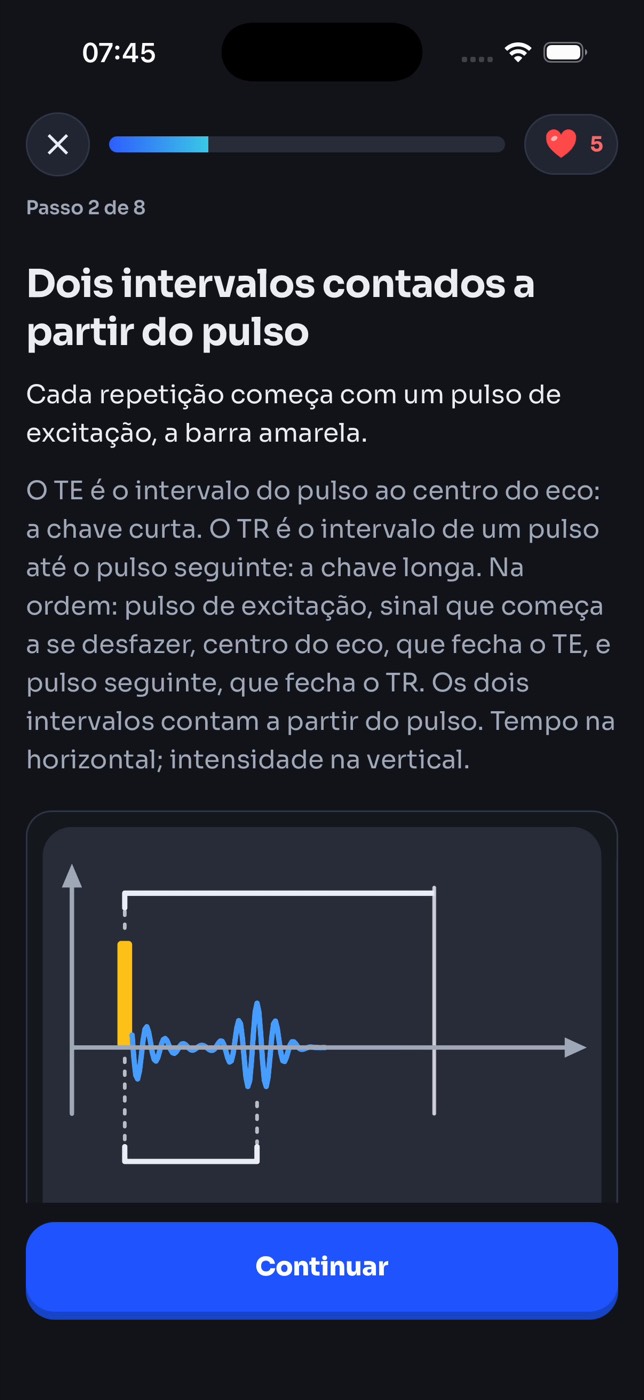 07:45
5
Passo 2 de 8
Dois intervalos contados a
partir do pulso
Cada repetição começa com um pulso de
excitação, a barra amarela.
O TE é o intervalo do pulso ao centro do eco:
a chave curta. O TR é o intervalo de um pulso
até o pulso seguinte: a chave longa. Na
ordem: pulso de excitação, sinal que começa
a se desfazer, centro do eco, que fecha o TE, e
pulso seguinte, que fecha o TR. Os dois
intervalos contam a partir do pulso. Tempo na
horizontal; intensidade na vertical.
Continuar